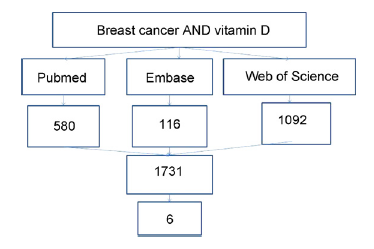 Breast cancer AND vitamin D
Pubmed
Embase
Web of Science
580
116
1092
1731
6